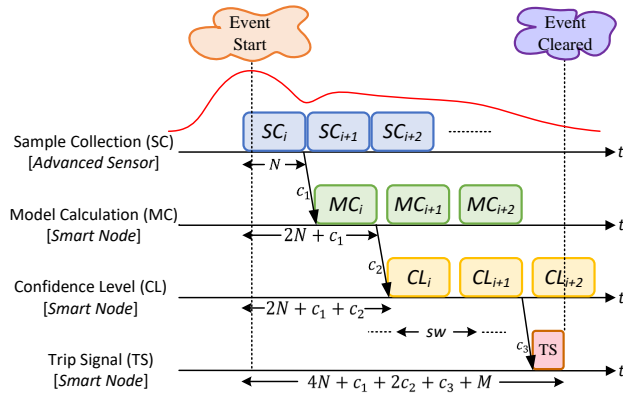 Event
Start
Event
Cleared
Sample Collection (SC)
[Advanced Sensor]
SCᵢ
SCᵢ₊₁
SCᵢ₊₂
t
N
c₁
Model Calculation (MC)
[Smart Node]
MCᵢ
MCᵢ₊₁
MCᵢ₊₂
t
2N + c₁
c₂
Confidence Level (CL)
[Smart Node]
CLᵢ
CLᵢ₊₁
CLᵢ₊₂
t
2N + c₁ + c₂
sw
c₃
TS
Trip Signal (TS)
[Smart Node]
t
4N + c₁ + 2c₂ + c₃ + M